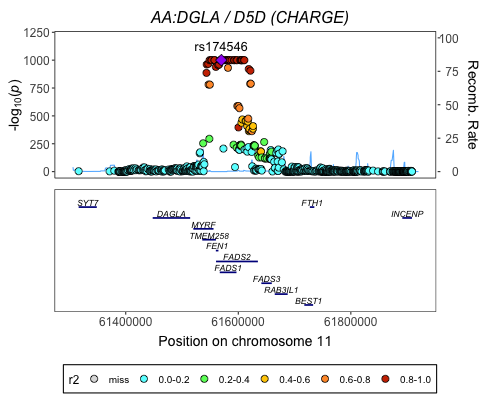 AA:DGLA / D5D (CHARGE)
rs174546
1250
1000
750
500
250
0
-log10(p)
100
75
50
25
0
Recomb. Rate
SYT7
FTH1
DAGLA
INCENP
MYRF
TMEM258
FEN1
FADS2
FADS1
FADS3
RAB3IL1
BEST1
61400000 61600000 61800000
Position on chromosome 11
r2 miss 0.0-0.2 0.2-0.4 0.4-0.6 0.6-0.8 0.8-1.0